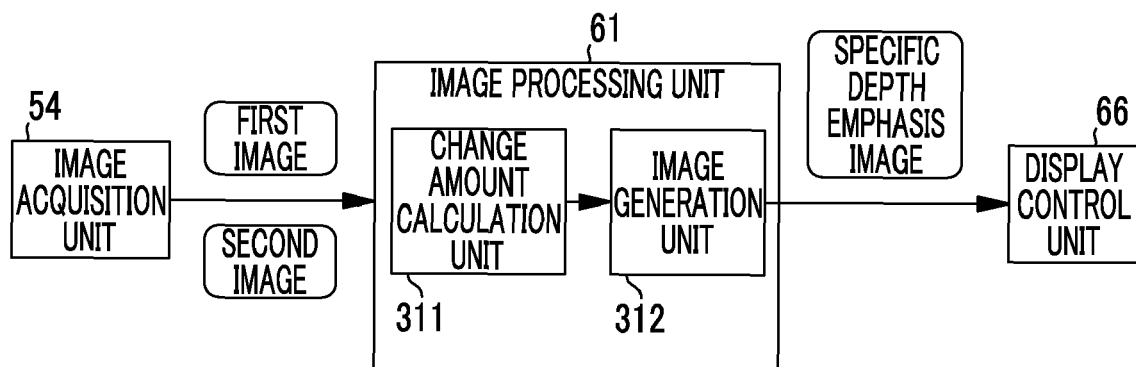 54
IMAGE
ACQUISITION
UNIT
FIRST
IMAGE
SECOND
IMAGE
61
IMAGE PROCESSING UNIT
CHANGE
AMOUNT
CALCULATION
UNIT
311
IMAGE
GENERATION
UNIT
312
SPECIFIC
DEPTH
EMPHASIS
IMAGE
66
DISPLAY
CONTROL
UNIT